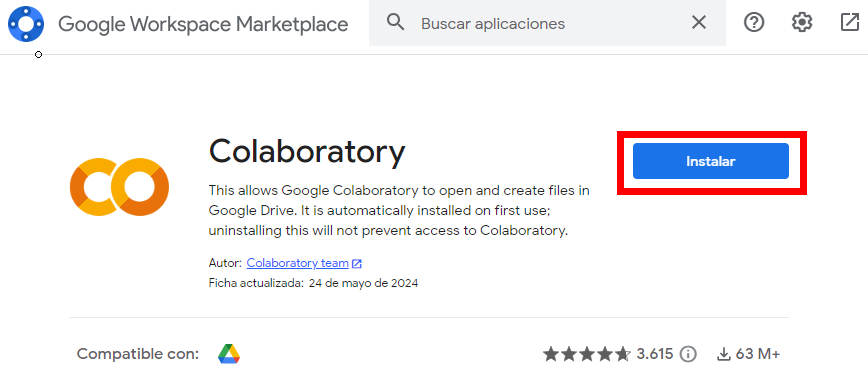 Google Workspace Marketplace
Buscar aplicaciones
Colaboratory
Instalar
This allows Google Colaboratory to open and create files in
Google Drive. It is automatically installed on first use;
uninstalling this will not prevent access to Colaboratory.
Autor: Colaboratory team
Ficha actualizada: 24 de mayo de 2024
Compatible con:
3.615
63 M+